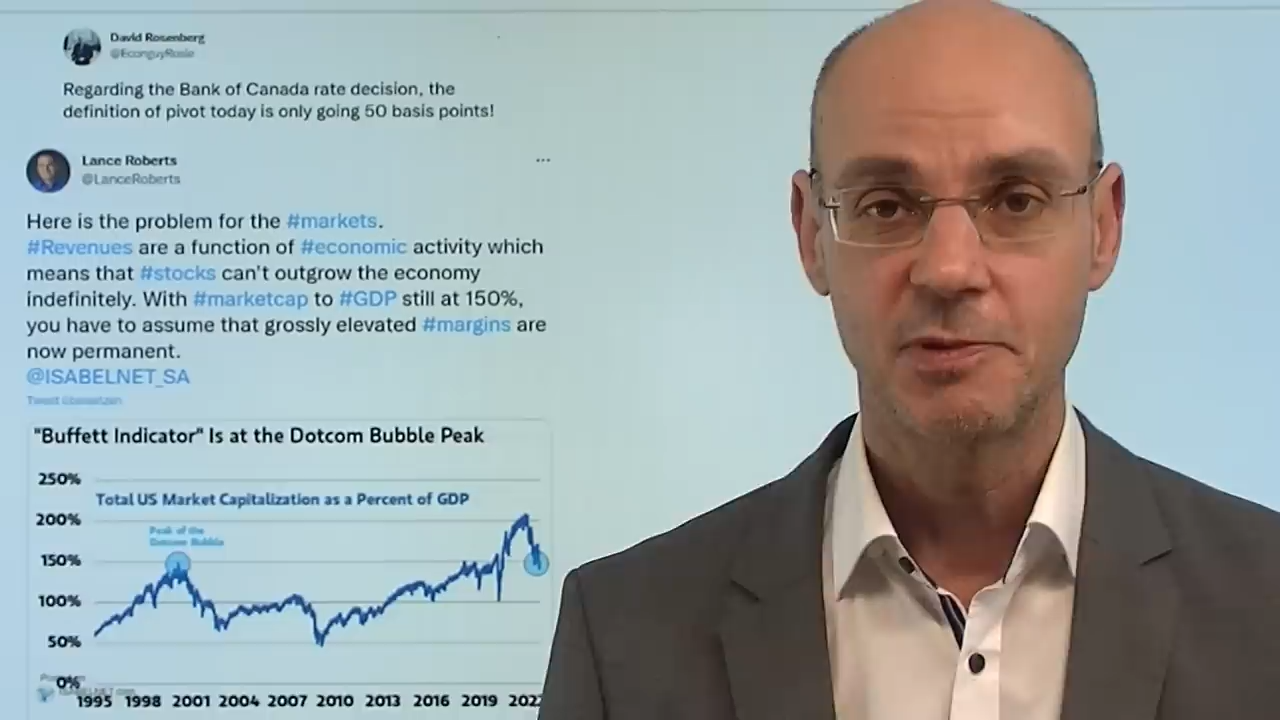 David Rosenberg
@EconguyRosie
Regarding the Bank of Canada rate decision, the
definition of pivot today is only going 50 basis points!
Lance Roberts
@LanceRoberts
...
Here is the problem for the #markets.
#Revenues are a function of #economic activity which
means that #stocks can't outgrow the economy
indefinitely. With #marketcap to #GDP still at 150%,
you have to assume that grossly elevated #margins are
now permanent.
@ISABELNET_SA
"Buffett Indicator" Is at the Dotcom Bubble Peak
250%
Total US Market Capitalization as a Percent of GDP
200%
Peak of the
Dotcom Bubble
150%
100%
50%
0%
1995 1998 2001 2004 2007 2010 2013 2016 2019 202